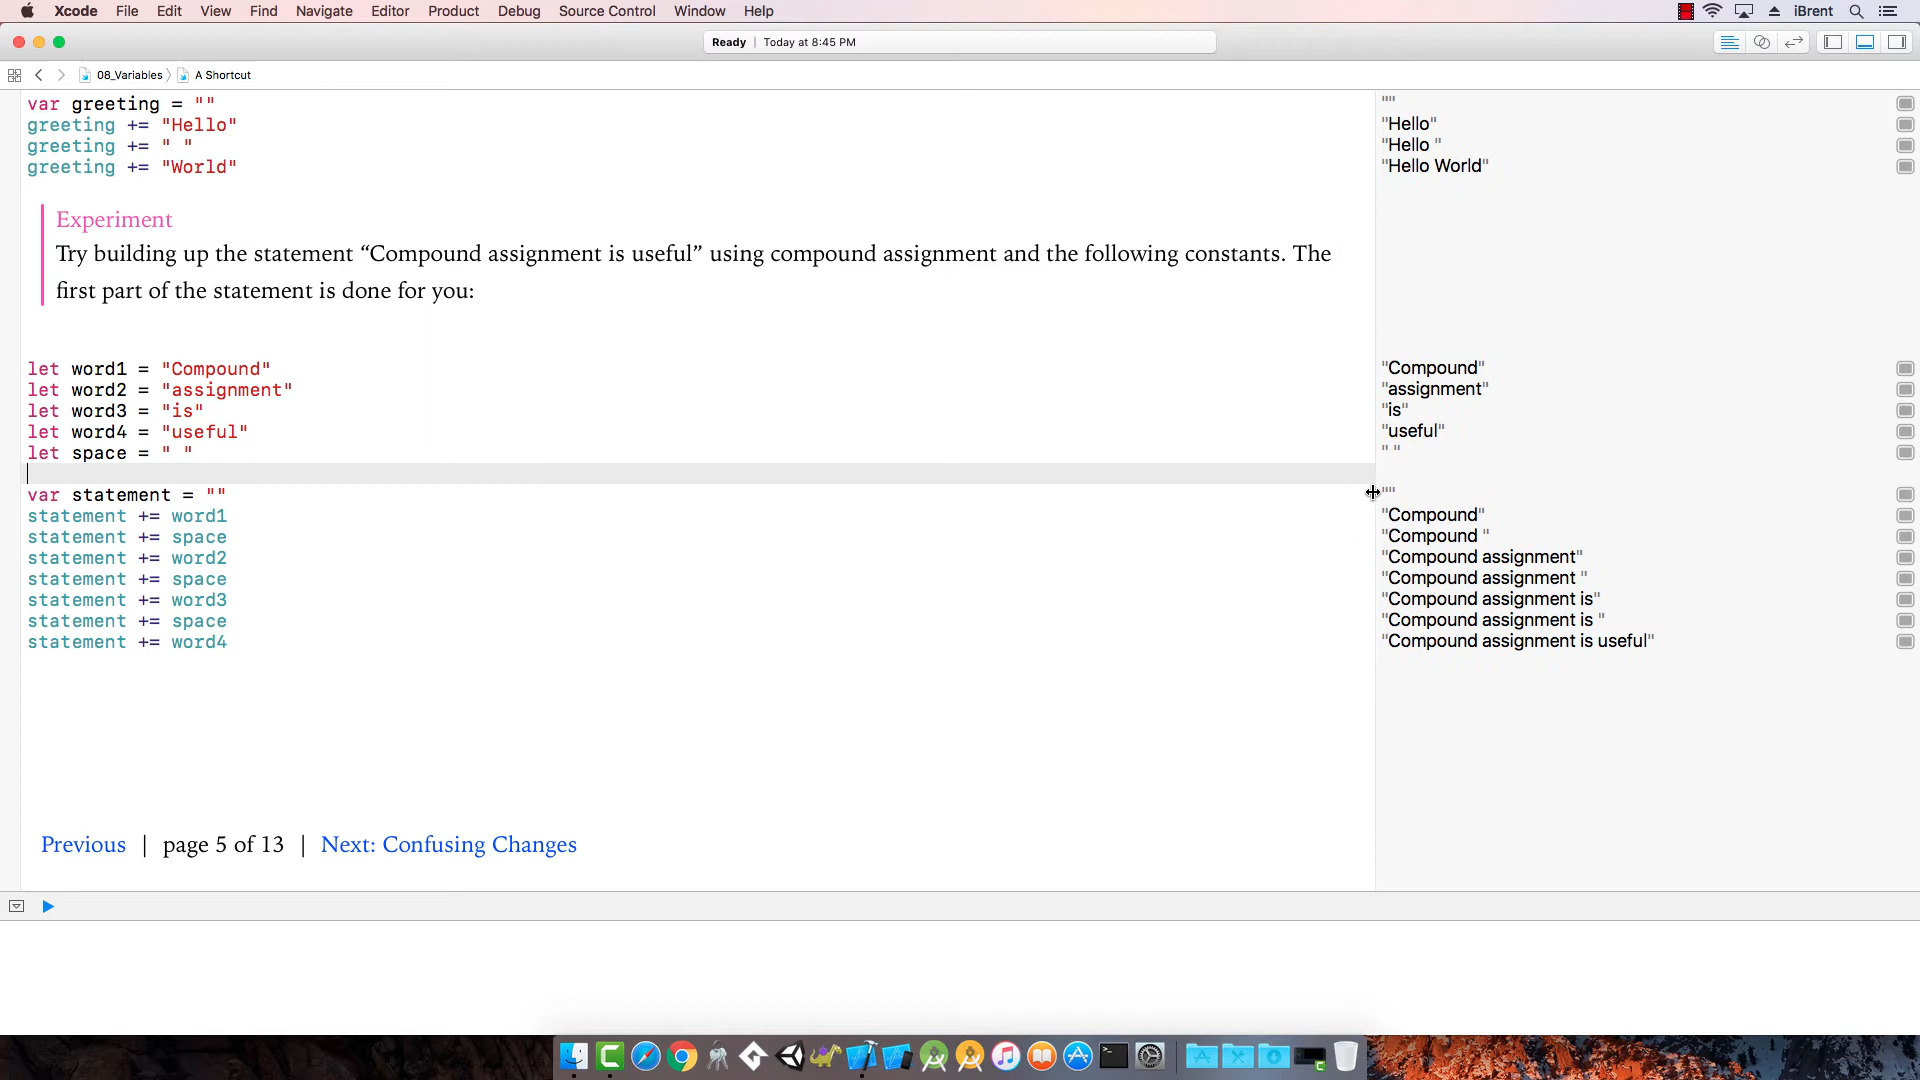 Xcode File Edit View Find Navigate Editor Product Debug Source Control Window Help iBrent
Ready | Today at 8:45 PM
08_Variables A Shortcut
var greeting = "" ""
greeting += "Hello" "Hello"
greeting += " " "Hello "
greeting += "World" "Hello World"
Experiment
Try building up the statement “Compound assignment is useful” using compound assignment and the following constants. The
first part of the statement is done for you:
let word1 = "Compound" "Compound"
let word2 = "assignment" "assignment"
let word3 = "is" "is"
let word4 = "useful" "useful"
let space = " " " "
var statement = "" ""
statement += word1 "Compound"
statement += space "Compound "
statement += word2 "Compound assignment"
statement += space "Compound assignment "
statement += word3 "Compound assignment is"
statement += space "Compound assignment is "
statement += word4 "Compound assignment is useful"
Previous | page 5 of 13 | Next: Confusing Changes